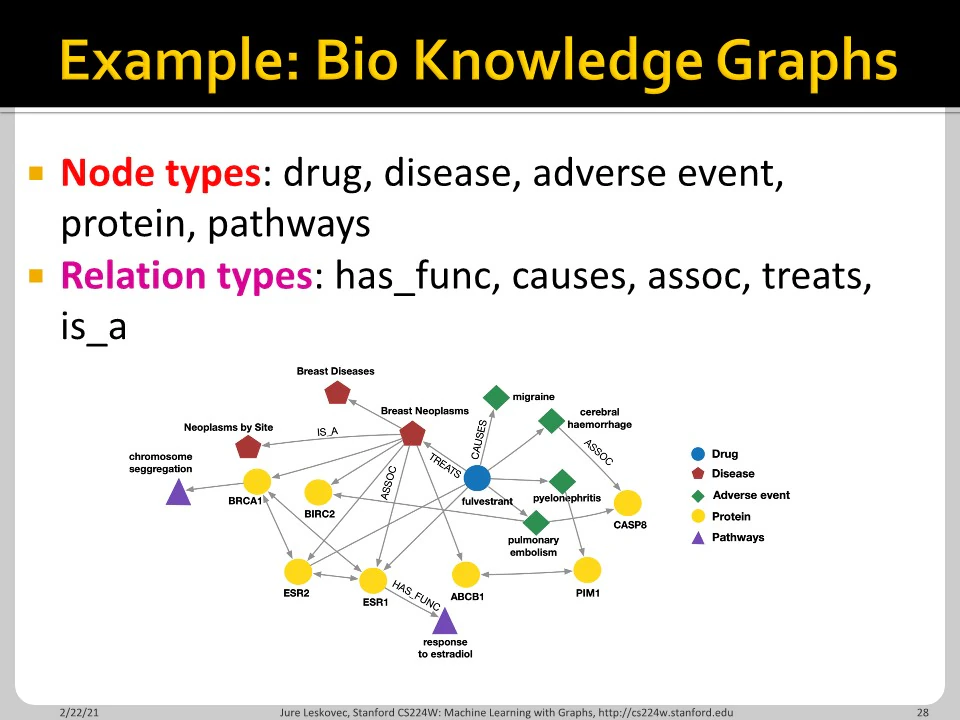 Example: Bio Knowledge Graphs
Node types: drug, disease, adverse event,
protein, pathways
Relation types: has_func, causes, assoc, treats,
is_a
Breast Diseases
migraine
Breast Neoplasms
cerebral
haemorrhage
Neoplasms by Site
IS_A
CAUSES
ASSOC
chromosome
seggregation
TREATS
ASSOC
Drug
Disease
Adverse event
Protein
Pathways
BRCA1
BIRC2
fulvestrant
pyelonephritis
CASP8
pulmonary
embolism
ESR2
ESR1
HAS_FUNC
ABCB1
PIM1
response
to estradiol
2/22/21
Jure Leskovec, Stanford CS224W: Machine Learning with Graphs, http://cs224w.stanford.edu
28